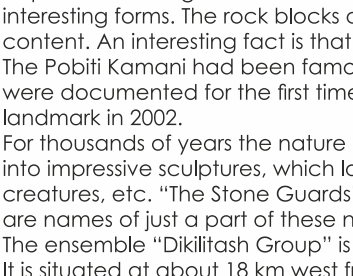 interesting forms. The rock blocks
content. An interesting fact is that
The Pobiti Kamani had been
were documented for the first time
landmark in 2002.
For thousands of years the nature
into impressive sculptures, which
creatures, etc. “The Stone Guards
are names of just a part of these
The ensemble “Dikilitash Group” is
It is situated at about 18 km west